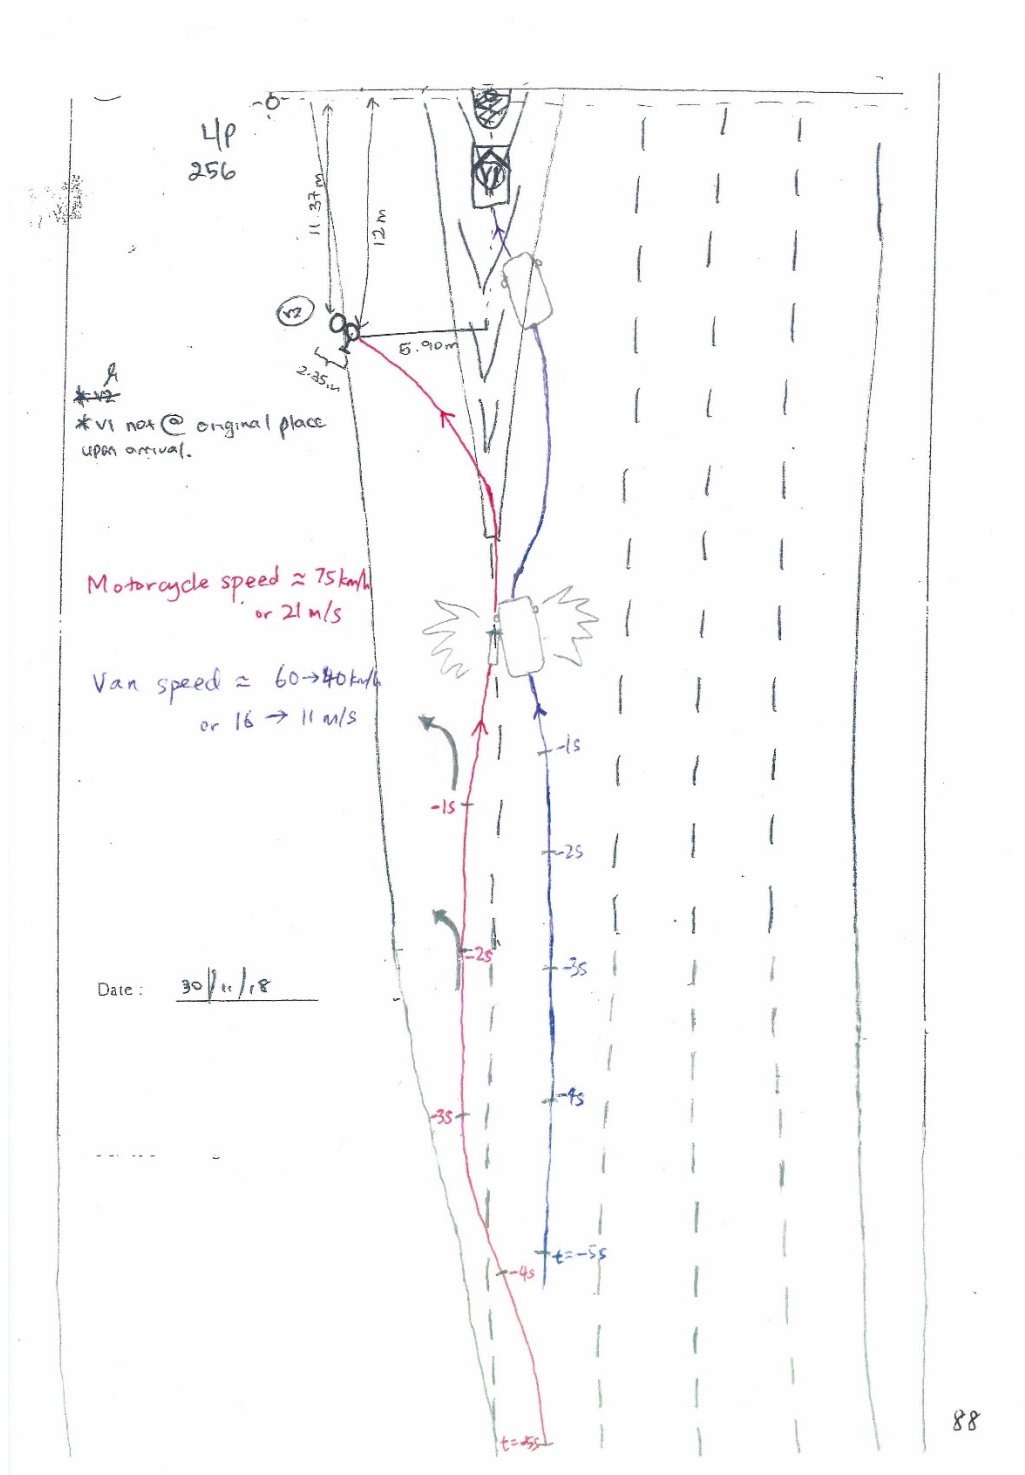 L/P
256
11.37m
12m
V1
V2
5.90m
2.35m
*V2
*V1 not @ original place
upon arrival.
Motorcycle speed ≈ 75km/h
or 21 m/s
Van speed ≈ 60→40km/h
or 16 → 11 m/s
-1s
-1s
-2s
-2s
-3s
Date: 30/11/18
-4s
-3s
t=-5s
-4s
t=-5s
88